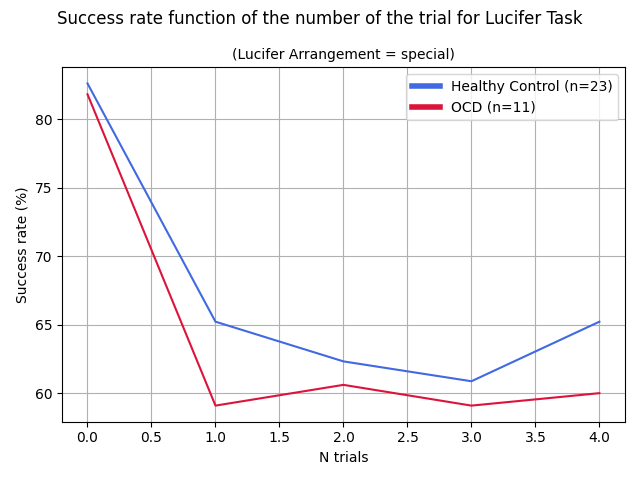 Success rate function of the number of the trial for Lucifer Task
(Lucifer Arrangement = special)
Healthy Control (n=23)
OCD (n=11)
Success rate (%)
80
75
70
65
60
0.0 0.5 1.0 1.5 2.0 2.5 3.0 3.5 4.0
N trials